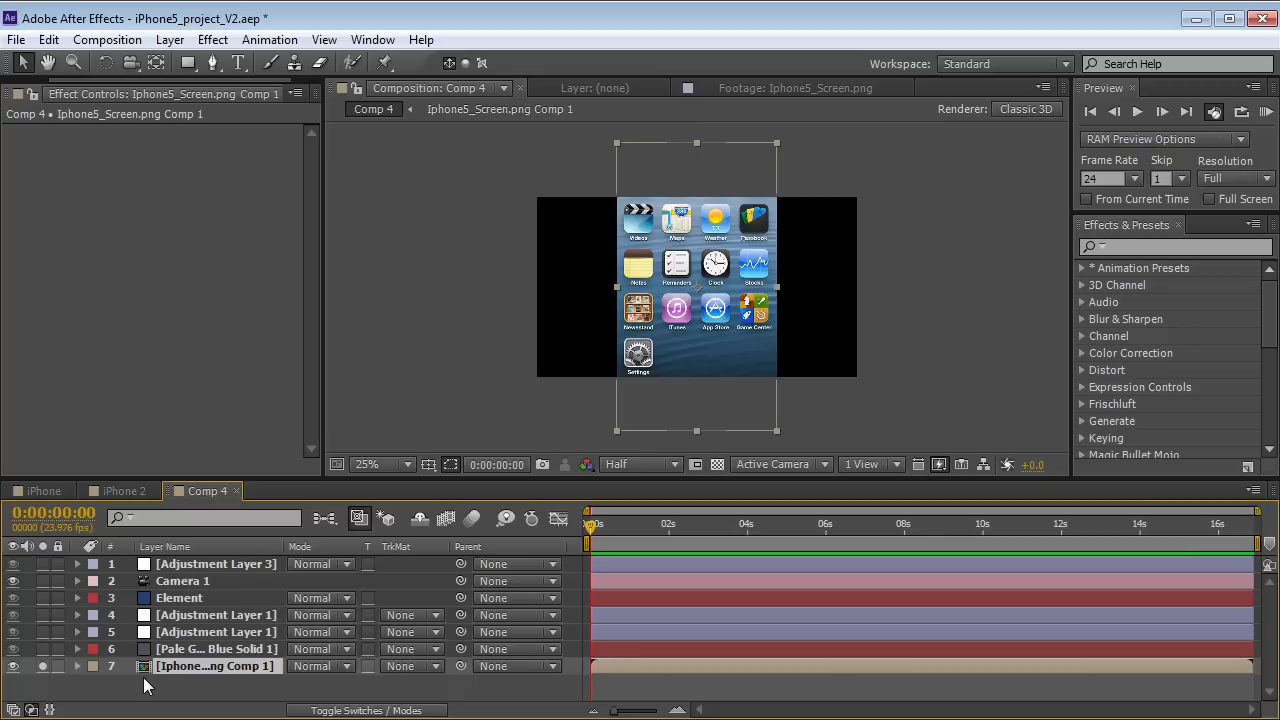 Adobe After Effects - iPhone5_project_V2.aep *
File Edit Composition Layer Effect Animation View Window Help
Workspace: Standard Search Help
Effect Controls: Iphone5_Screen.png Comp 1
Composition: Comp 4 Layer: (none) Footage: Iphone5_Screen.png
Preview
Comp 4 • Iphone5_Screen.png Comp 1
Comp 4 Iphone5_Screen.png Comp 1 Renderer: Classic 3D
RAM Preview Options
Frame Rate Skip Resolution
24 1 Full
From Current Time Full Screen
Effects & Presets
* Animation Presets
3D Channel
Audio
Blur & Sharpen
Channel
Color Correction
Distort
Expression Controls
Frischluft
Generate
Keying
Magic Bullet Mojo
Videos Maps Weather Passbook
Notes Reminders Clock Stocks
Newsstand iTunes App Store Game Center
Settings
25% 0:00:00:00 Half Active Camera 1 View +0.0
iPhone iPhone 2 Comp 4
0:00:00:00
00000 (23.976 fps)
02s 04s 06s 08s 10s 12s 14s 16s
# Layer Name Mode T TrkMat Parent
1 [Adjustment Layer 3] Normal None
2 Camera 1 None
3 Element Normal None
4 [Adjustment Layer 1] Normal None None
5 [Adjustment Layer 1] Normal None None
6 [Pale G... Blue Solid 1] Normal None None
7 [Iphone...ng Comp 1] Normal None None
Toggle Switches / Modes